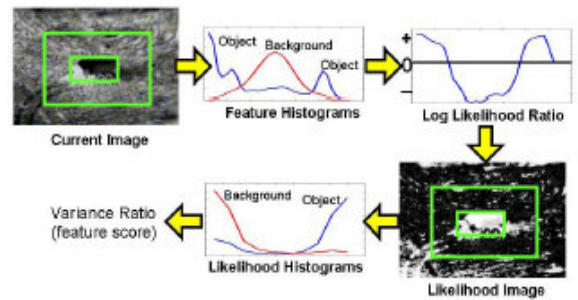 Current Image
Object
Background
Object
Feature Histograms
+
0
−
Log Likelihood Ratio
Likelihood Image
Background
Object
Likelihood Histograms
Variance Ratio
(feature score)